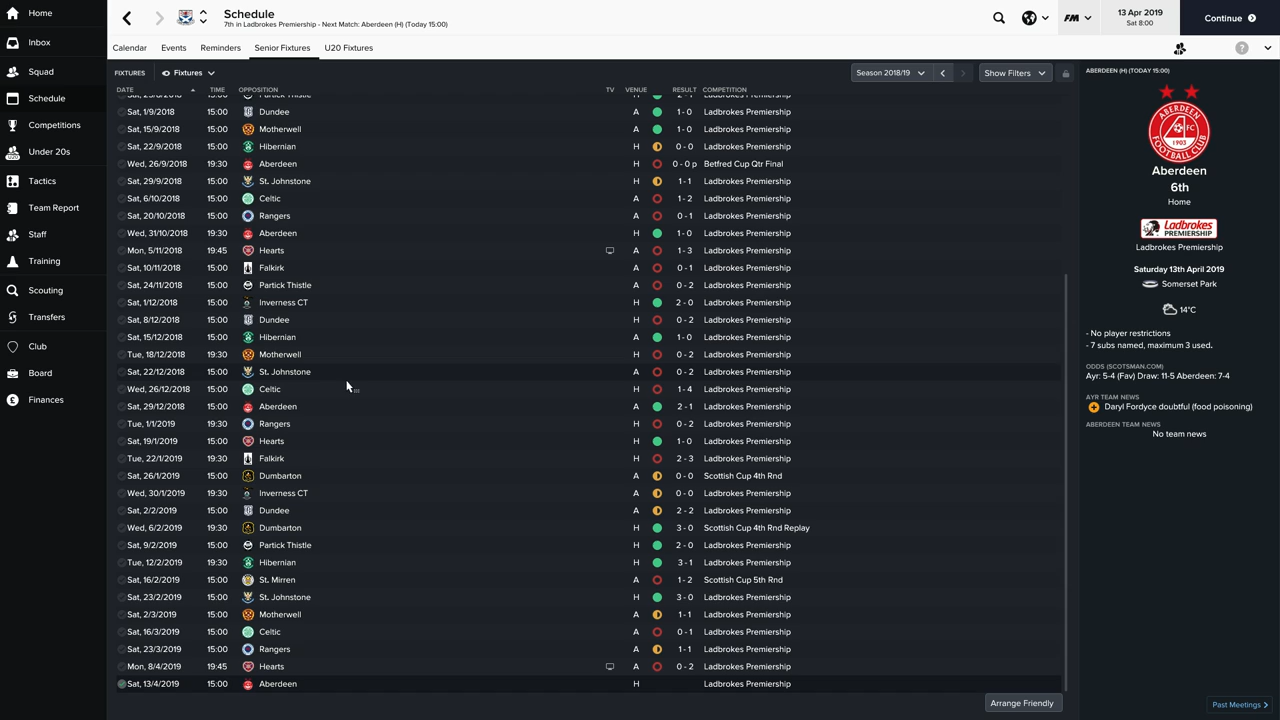 Home
Inbox
Squad
Schedule
Competitions
Under 20s
Tactics
Team Report
Staff
Training
Scouting
Transfers
Club
Board
Finances
Schedule
7th in Ladbrokes Premiership - Next Match: Aberdeen (H) (Today 15:00)
FM
13 Apr 2019
Sat 8:00
Continue
Calendar Events Reminders Senior Fixtures U20 Fixtures
FIXTURES Fixtures Season 2018/19 Show Filters
DATE TIME OPPOSITION TV VENUE RESULT COMPETITION
Sat, 1/9/2018 15:00 Dundee A 1 - 0 Ladbrokes Premiership
Sat, 15/9/2018 15:00 Motherwell A 1 - 0 Ladbrokes Premiership
Sat, 22/9/2018 15:00 Hibernian H 0 - 0 Ladbrokes Premiership
Wed, 26/9/2018 19:30 Aberdeen H 0 - 0 p Betfred Cup Qtr Final
Sat, 29/9/2018 15:00 St. Johnstone H 1 - 1 Ladbrokes Premiership
Sat, 6/10/2018 15:00 Celtic A 1 - 2 Ladbrokes Premiership
Sat, 20/10/2018 15:00 Rangers A 0 - 1 Ladbrokes Premiership
Wed, 31/10/2018 19:30 Aberdeen H 1 - 0 Ladbrokes Premiership
Mon, 5/11/2018 19:45 Hearts A 1 - 3 Ladbrokes Premiership
Sat, 10/11/2018 15:00 Falkirk A 0 - 1 Ladbrokes Premiership
Sat, 24/11/2018 15:00 Partick Thistle A 0 - 2 Ladbrokes Premiership
Sat, 1/12/2018 15:00 Inverness CT H 2 - 0 Ladbrokes Premiership
Sat, 8/12/2018 15:00 Dundee H 0 - 2 Ladbrokes Premiership
Sat, 15/12/2018 15:00 Hibernian A 1 - 0 Ladbrokes Premiership
Tue, 18/12/2018 19:30 Motherwell H 0 - 2 Ladbrokes Premiership
Sat, 22/12/2018 15:00 St. Johnstone A 0 - 2 Ladbrokes Premiership
Wed, 26/12/2018 19:30 Celtic H 1 - 4 Ladbrokes Premiership
Sat, 29/12/2018 15:00 Aberdeen A 2 - 1 Ladbrokes Premiership
Tue, 1/1/2019 19:30 Rangers H 0 - 2 Ladbrokes Premiership
Sat, 19/1/2019 15:00 Hearts H 1 - 0 Ladbrokes Premiership
Tue, 22/1/2019 19:30 Falkirk H 2 - 3 Ladbrokes Premiership
Sat, 26/1/2019 15:00 Dumbarton A 0 - 0 Scottish Cup 4th Rnd
Wed, 30/1/2019 19:30 Inverness CT A 0 - 0 Ladbrokes Premiership
Sat, 2/2/2019 15:00 Dundee A 2 - 2 Ladbrokes Premiership
Wed, 6/2/2019 19:30 Dumbarton H 3 - 0 Scottish Cup 4th Rnd Replay
Sat, 9/2/2019 15:00 Partick Thistle H 2 - 0 Ladbrokes Premiership
Tue, 12/2/2019 19:30 Hibernian H 3 - 1 Ladbrokes Premiership
Sat, 16/2/2019 15:00 St. Mirren A 1 - 2 Scottish Cup 5th Rnd
Sat, 23/2/2019 15:00 St. Johnstone H 3 - 0 Ladbrokes Premiership
Sat, 2/3/2019 15:00 Motherwell A 1 - 1 Ladbrokes Premiership
Sat, 16/3/2019 15:00 Celtic A 0 - 1 Ladbrokes Premiership
Sat, 23/3/2019 15:00 Rangers A 1 - 1 Ladbrokes Premiership
Mon, 8/4/2019 19:45 Hearts A 0 - 2 Ladbrokes Premiership
Sat, 13/4/2019 15:00 Aberdeen H Ladbrokes Premiership
Arrange Friendly
ABERDEEN (H) (TODAY 15:00)
1903
Aberdeen
6th
Home
Ladbrokes
PREMIERSHIP
Ladbrokes Premiership
Saturday 13th April 2019
Somerset Park
14°C
- No player restrictions
- 7 subs named, maximum 3 used.
ODDS (SCOTSMAN.COM)
Ayr: 5-4 (Fav) Draw: 11-5 Aberdeen: 7-4
AYR TEAM NEWS
Daryl Fordyce doubtful (food poisoning)
ABERDEEN TEAM NEWS
No team news
Past Meetings